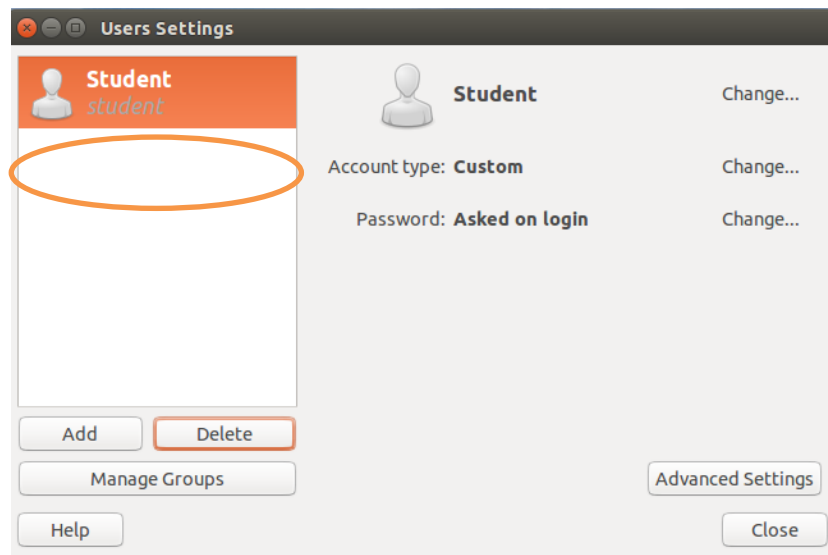 Users Settings
Student
student
Student
Change...
Account type: Custom
Change...
Password: Asked on login
Change...
Add
Delete
Manage Groups
Advanced Settings
Help
Close